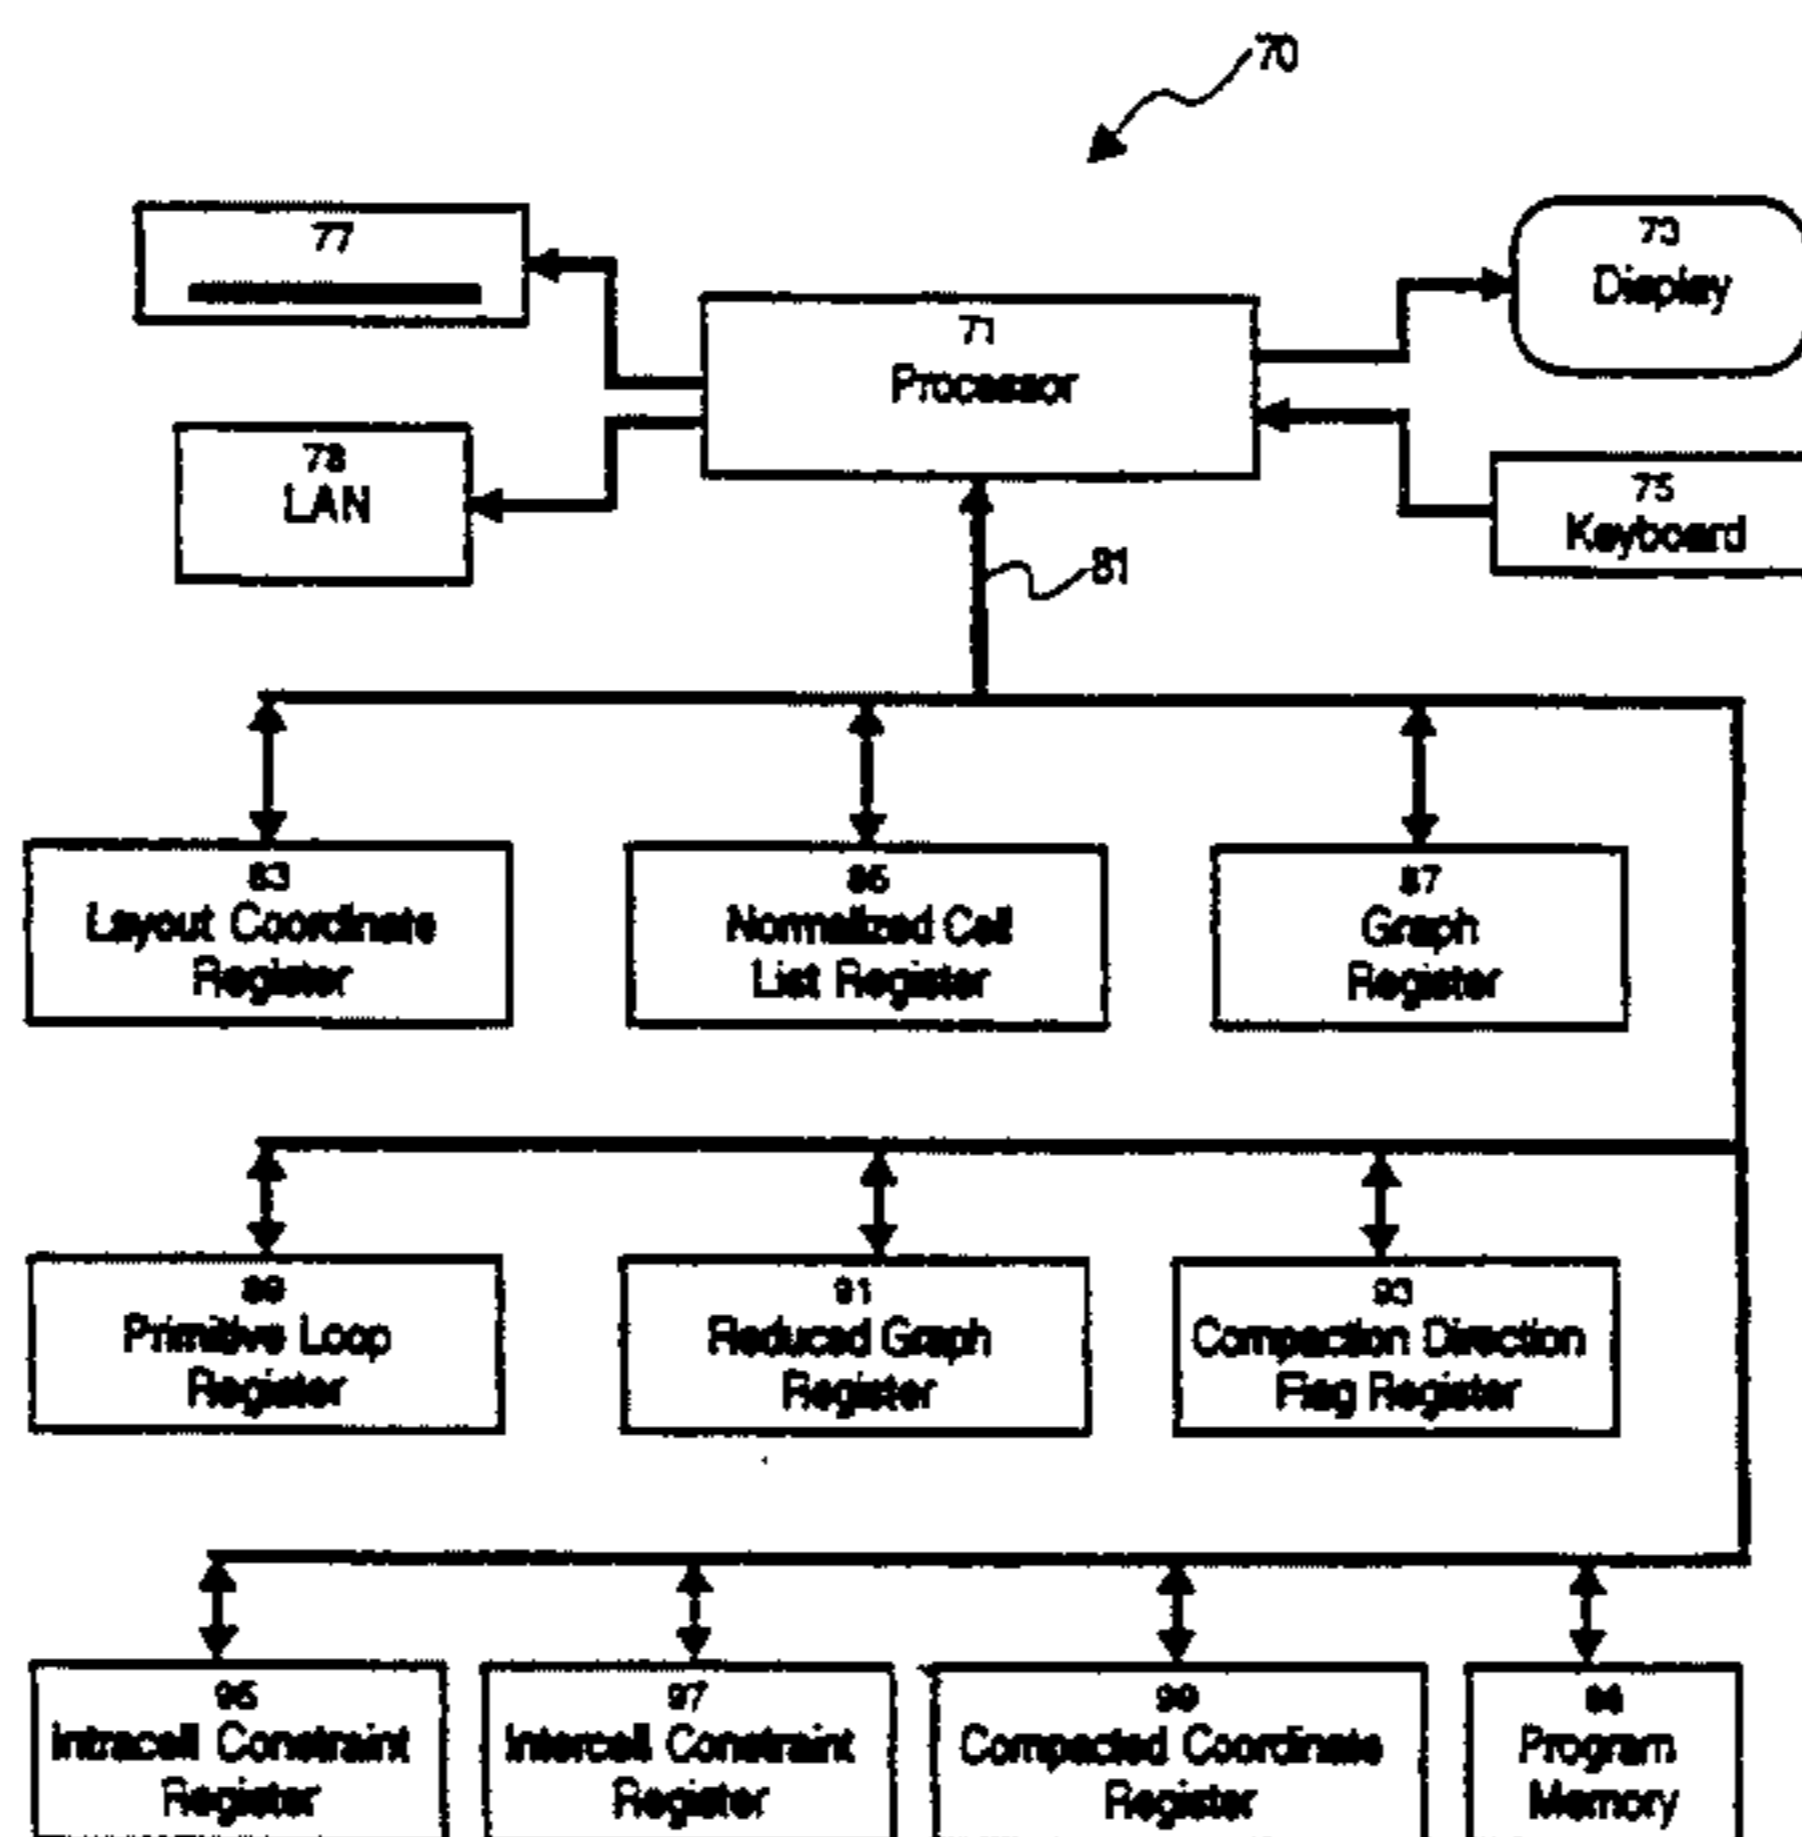 70
77
73
Display
71
Processor
78
LAN
75
Keyboard
81
83
Layout Coordinate
Register
85
Normalized Cell
List Register
87
Graph
Register
89
Primitive Loop
Register
91
Reduced Graph
Register
93
Compaction Direction
Flag Register
95
Intracell Constraint
Register
97
Intercell Constraint
Register
99
Compacted Coordinate
Register
Program
Memory